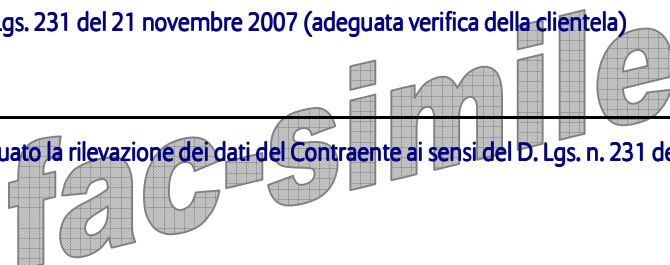 Lgs. 231 del 21 novembre 2007 (adeguata verifica della clientela)
uato la rilevazione dei dati del Contraente ai sensi del D. Lgs. n. 231 de
fac-simile